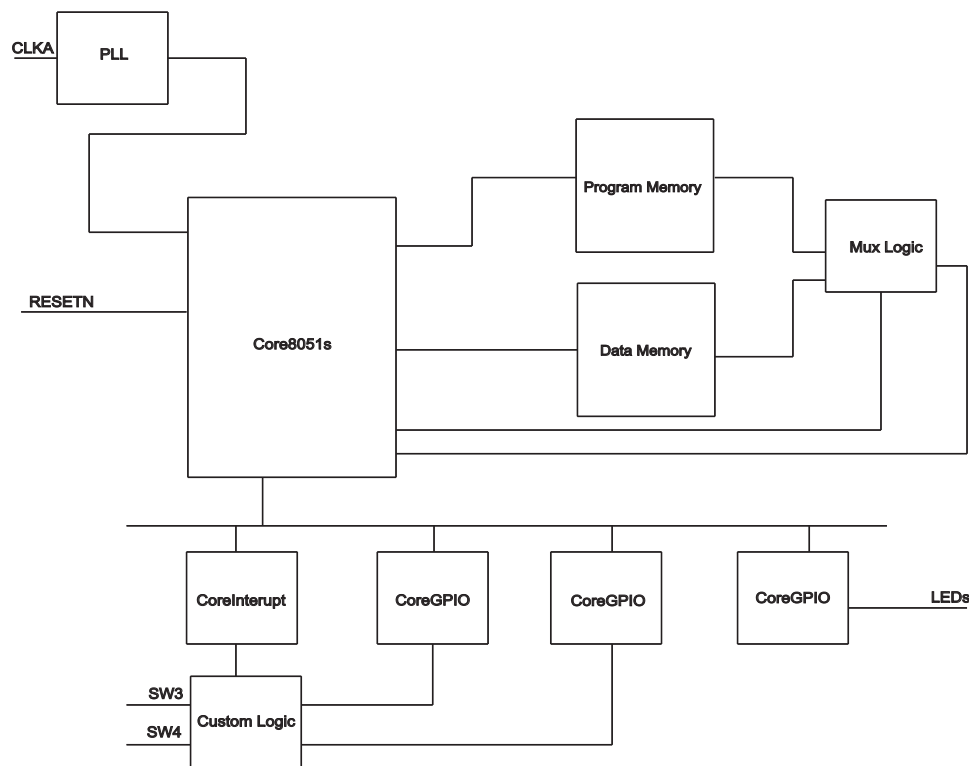 CLKA
PLL
Program Memory
Mux Logic
RESETN
Core8051s
Data Memory
CoreInterupt
CoreGPIO
CoreGPIO
CoreGPIO
LEDs
SW3
Custom Logic
SW4